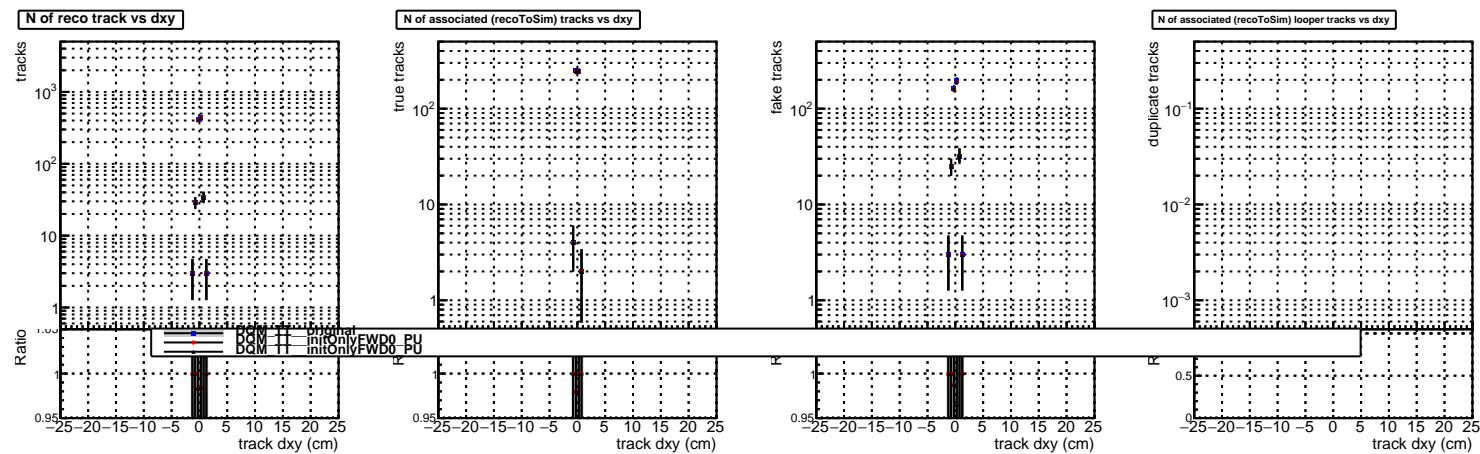 N of reco track vs dxy
N of associated (recoToSim) tracks vs dxy
N of associated (recoToSim) looper tracks vs dxy
tracks
10³
10²
10
1
true tracks
10²
10
1
fake tracks
10²
10
1
duplicate tracks
10⁻¹
10⁻²
10⁻³
DQM_TT__original
DQM_TT__initOnlyFWD0_PU
DQM_TT__initOnlyFWD0_PU
Ratio
1
0.95
1
0.95
1
0.95
0.5
0
−25 −20 −15 −10 −5 0 5 10 15 20 25
track dxy (cm)
−25 −20 −15 −10 −5 0 5 10 15 20 25
track dxy (cm)
−25 −20 −15 −10 −5 0 5 10 15 20 25
track dxy (cm)
−25 −20 −15 −10 −5 0 5 10 15 20 25
track dxy (cm)